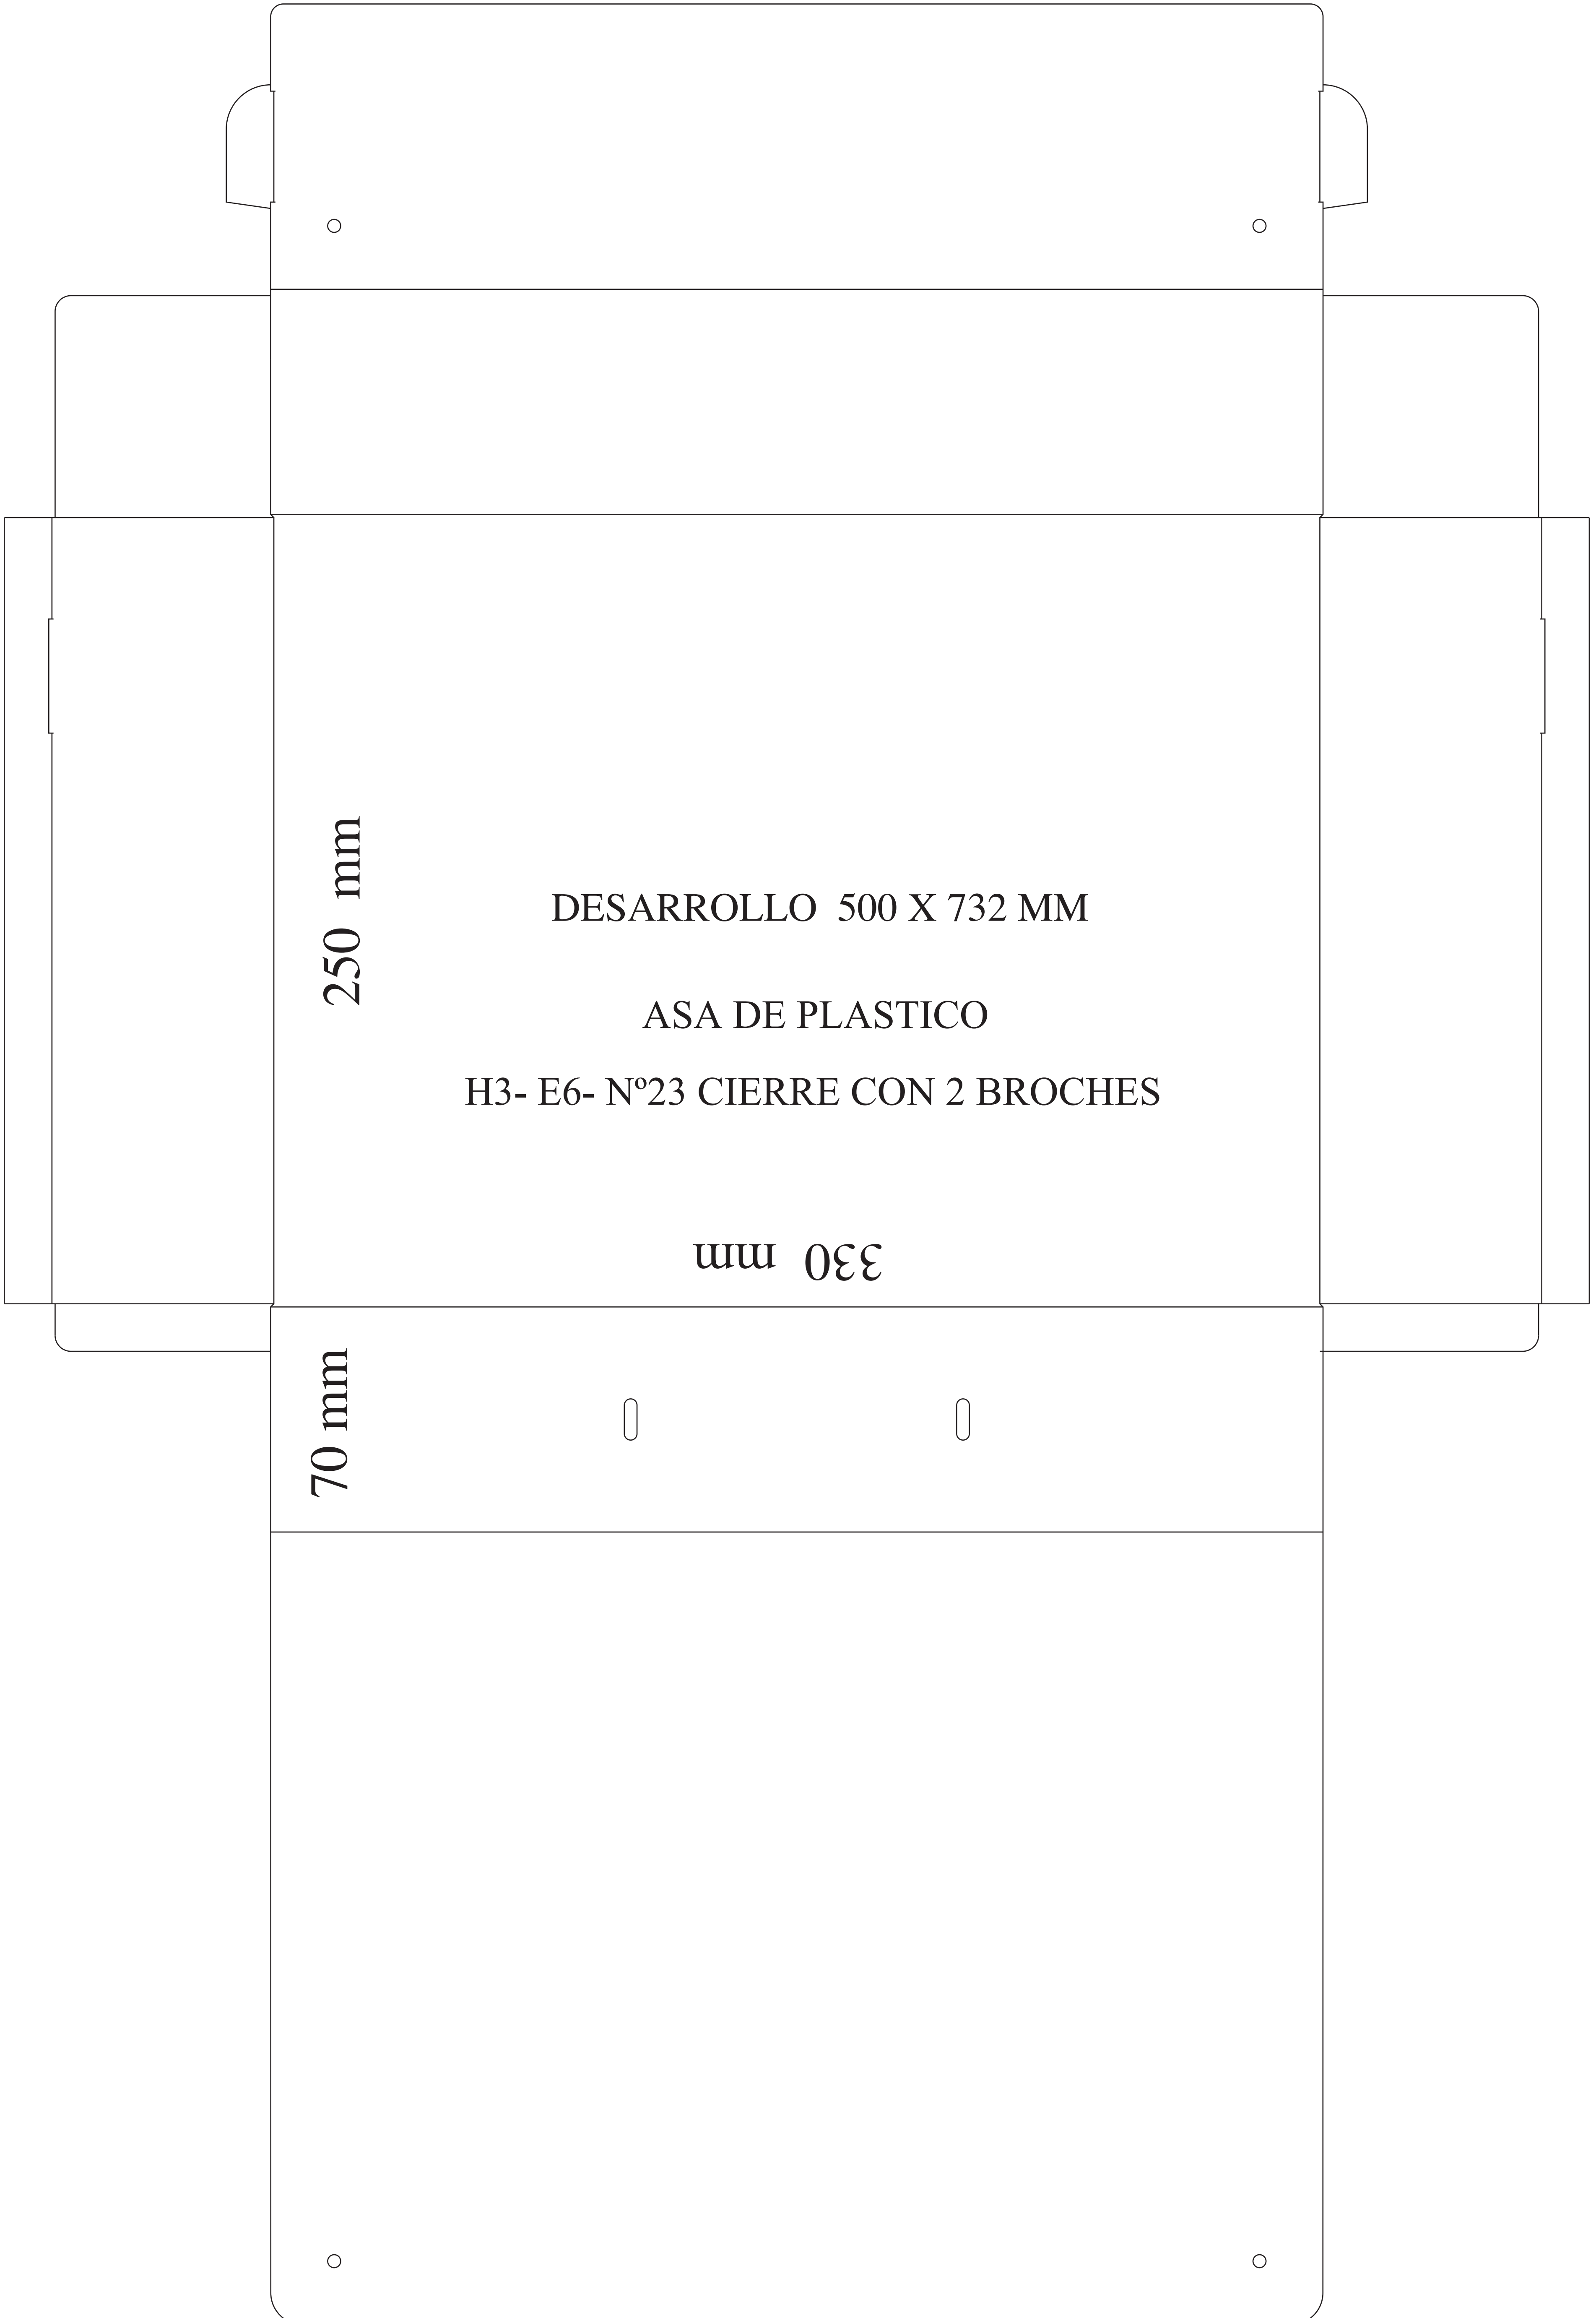 250 mm
DESARROLLO 500 X 732 MM
ASA DE PLASTICO
H3- E6- Nº23 CIERRE CON 2 BROCHES
330 mm
70 mm